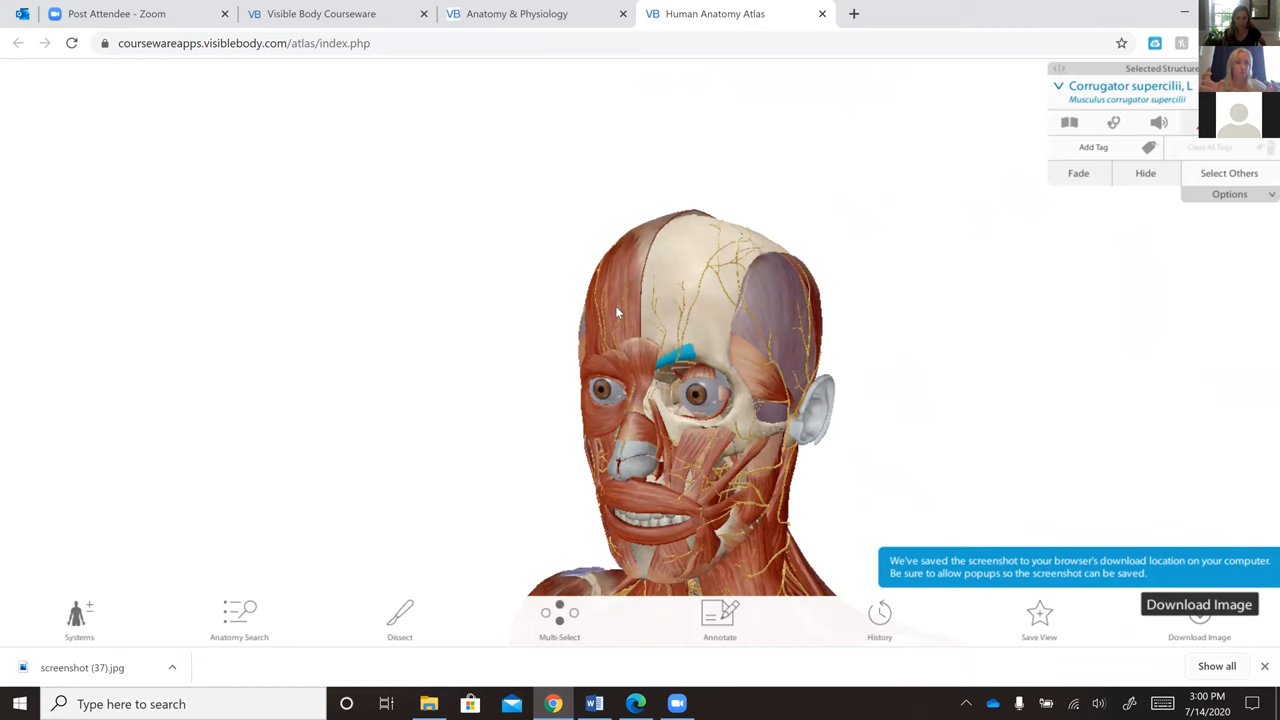 Post Attendee - Zoom
Visible Body Courseware
Anatomy & Physiology
Human Anatomy Atlas
coursewareapps.visiblebody.com/atlas/index.php
Selected Structure
Corrugator supercilii, L
Musculus corrugator supercilii
Add Tag
Clear All Tags
Fade
Hide
Select Others
Options
We've saved the screenshot to your browser's download location on your computer.
Be sure to allow popups so the screenshot can be saved.
Download Image
Systems
Anatomy Search
Dissect
Multi-Select
Annotate
History
Save View
Download Image
screenshot (37).jpg
Show all
Type here to search
3:00 PM
7/14/2020